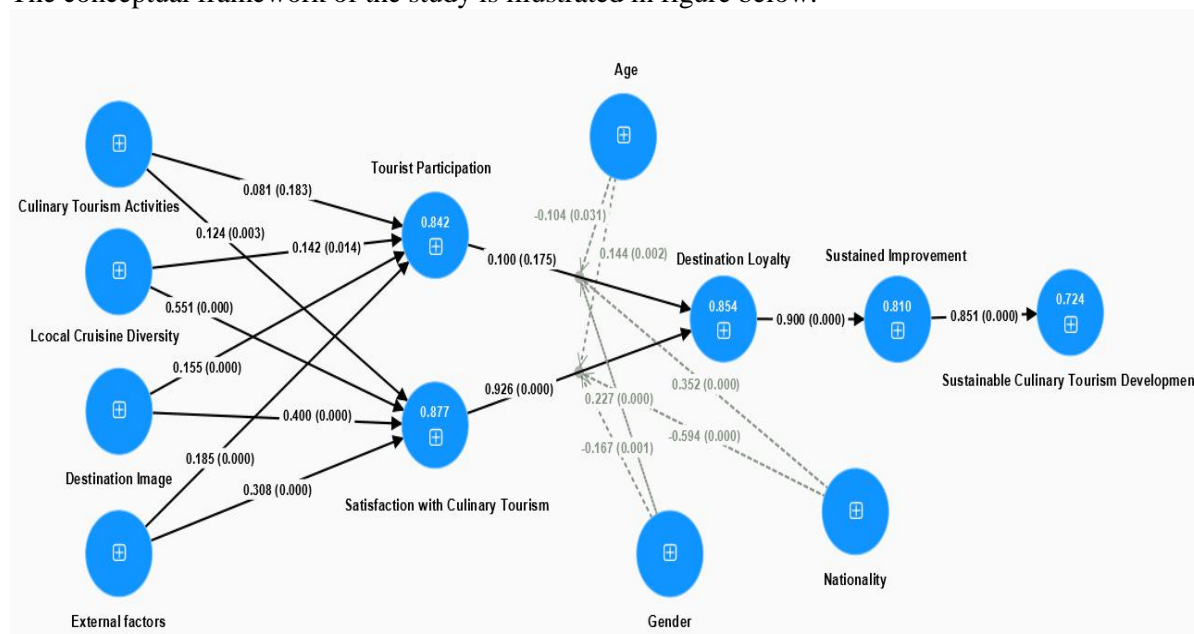 The conceptual framework of the study is illustrated in figure below.
Age
Tourist Participation
Culinary Tourism Activities
0.081 (0.183)
0.842
0.124 (0.003)
0.142 (0.014)
-0.104 (0.031)
0.144 (0.002)
0.100 (0.175)
Destination Loyalty
Sustained Improvement
0.551 (0.000)
0.854
0.900 (0.000)
0.810
0.851 (0.000)
0.724
Lcocal Cruisine Diversity
0.155 (0.000)
0.926 (0.000)
0.352 (0.000)
Sustainable Culinary Tourism Developmen
0.400 (0.000)
0.877
0.227 (0.000)
-0.594 (0.000)
-0.167 (0.001)
0.185 (0.000)
Destination Image
0.308 (0.000)
Satisfaction with Culinary Tourism
Nationality
External factors
Gender